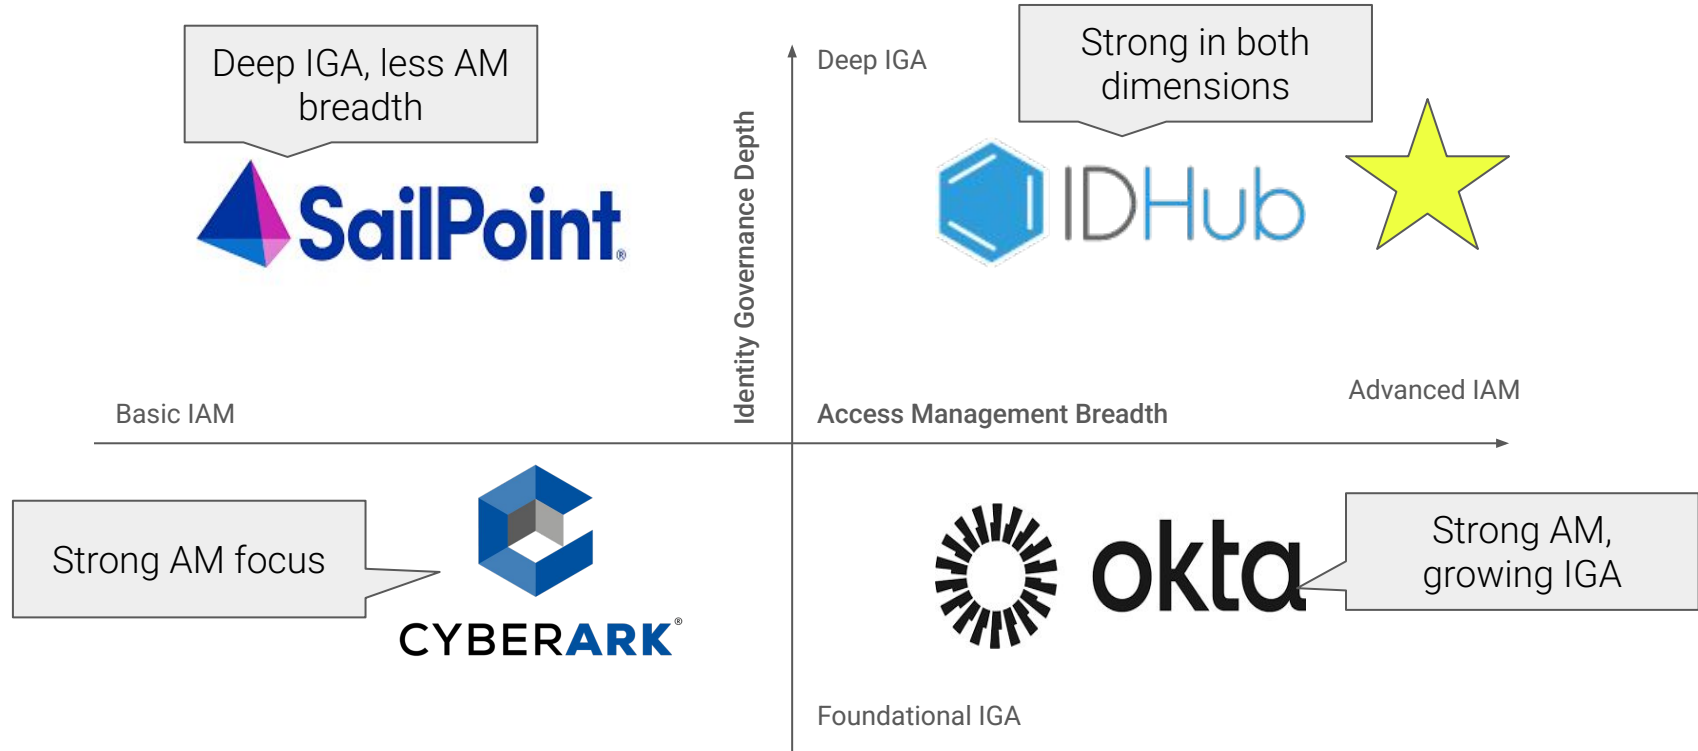 Deep IGA, less AM
breadth
SailPoint®
Deep IGA
Strong in both
dimensions
IDHub
Identity Governance Depth
Basic IAM
Access Management Breadth
Advanced IAM
Strong AM focus
CYBERARK®
okta
Strong AM,
growing IGA
Foundational IGA